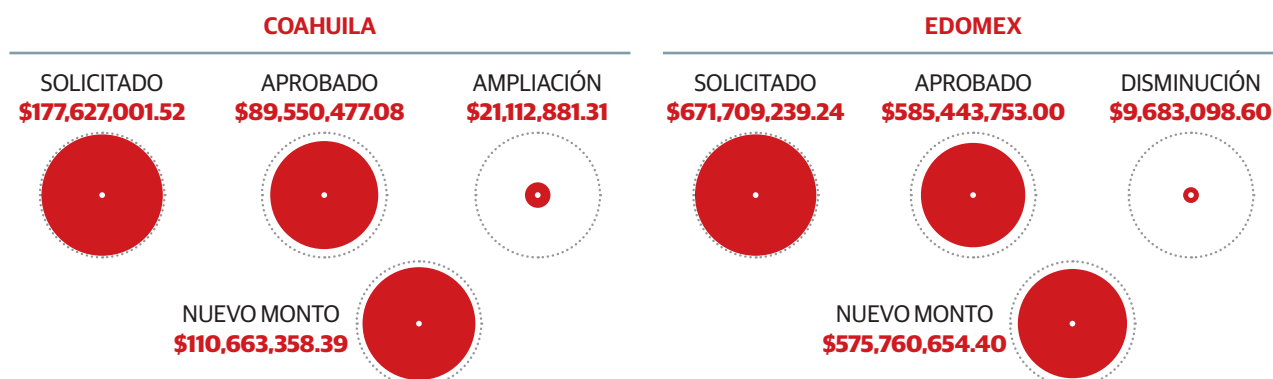 COAHUILA
SOLICITADO
$177,627,001.52
APROBADO
$89,550,477.08
AMPLIACIÓN
$21,112,881.31
NUEVO MONTO
$110,663,358.39
EDOMEX
SOLICITADO
$671,709,239.24
APROBADO
$585,443,753.00
DISMINUCIÓN
$9,683,098.60
NUEVO MONTO
$575,760,654.40